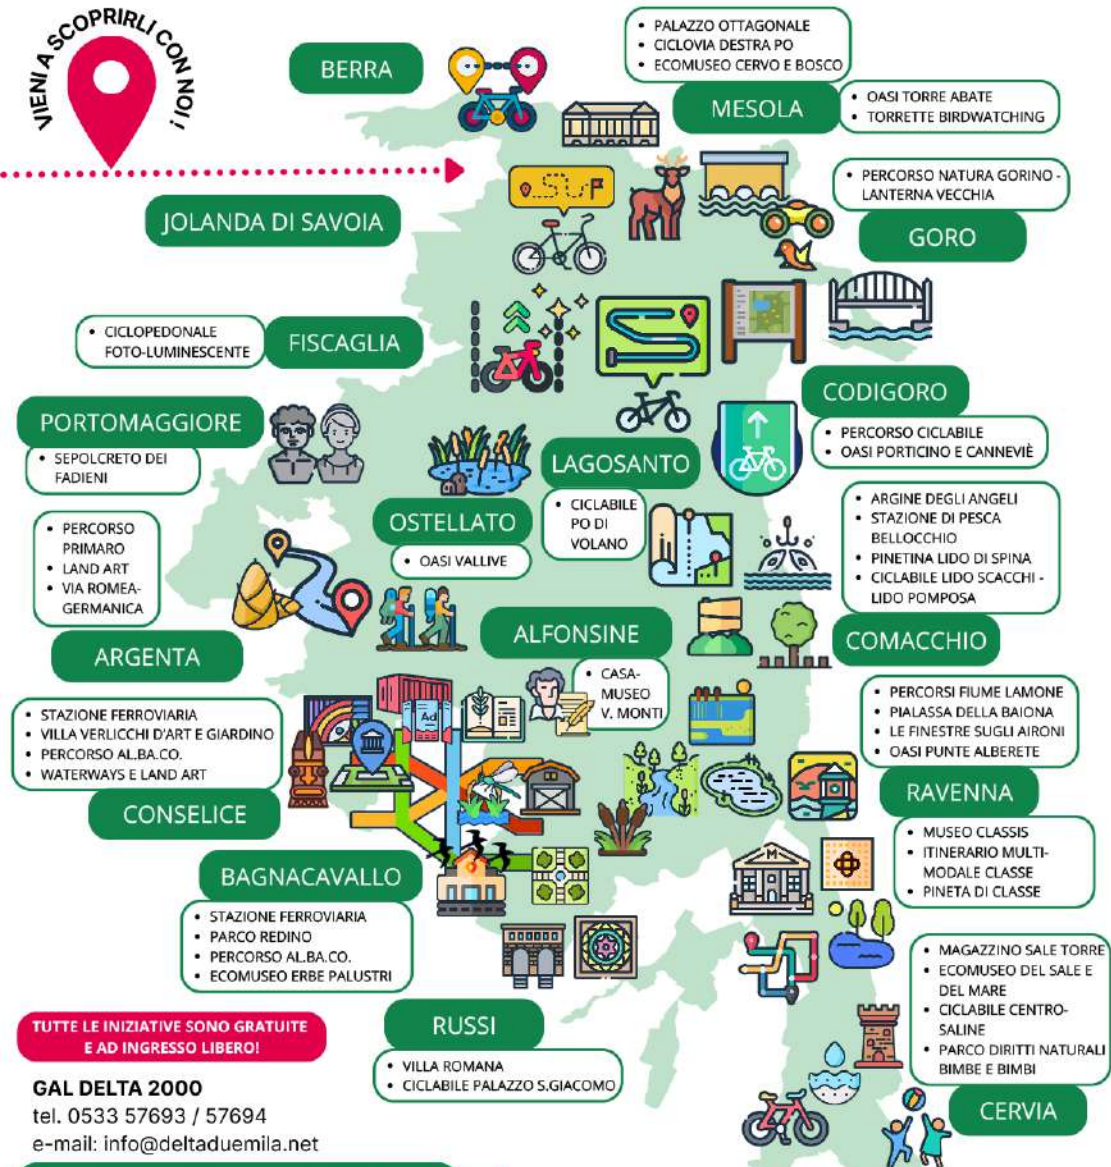 VIENI A SCOPRIRLI CON NOI!
BERRA
• PALAZZO OTTAGONALE
• CICLOVIA DESTRA PO
• ECOMUSEO CERVO E BOSCO
MESOLA
• OASI TORRE ABATE
• TORRETTE BIRDWATCHING
JOLANDA DI SAVOIA
• PERCORSO NATURA GORINO -
LANTERNA VECCHIA
GORO
• CICLOPEDONALE
FOTO-LUMINESCENTE
FISCAGLIA
CODIGORO
• PERCORSO CICLABILE
• OASI PORTICINO E CANNEVIÈ
PORTOMAGGIORE
• SEPOLCRETO DEI
FADIENI
LAGOSANTO
• CICLABILE
PO DI
VOLANO
OSTELLATO
• OASI VALLIVE
• ARGINE DEGLI ANGELI
• STAZIONE DI PESCA
BELLOCCHIO
• PINETINA LIDO DI SPINA
• CICLABILE LIDO SCACCHI -
LIDO POMPOSA
COMACCHIO
• PERCORSO
PRIMARO
• LAND ART
• VIA ROMEA-
GERMANICA
ARGENTA
ALFONSINE
• CASA-
MUSEO
V. MONTI
Ad
• STAZIONE FERROVIARIA
• VILLA VERLICCHI D'ART E GIARDINO
• PERCORSO AL.BA.CO.
• WATERWAYS E LAND ART
CONSELICE
• PERCORSI FIUME LAMONE
• PIALASSA DELLA BAIONA
• LE FINESTRE SUGLI AIRONI
• OASI PUNTE ALBERETE
RAVENNA
• MUSEO CLASSIS
• ITINERARIO MULTI-
MODALE CLASSE
• PINETA DI CLASSE
M
BAGNACAVALLO
• STAZIONE FERROVIARIA
• PARCO REDINO
• PERCORSO AL.BA.CO.
• ECOMUSEO ERBE PALUSTRI
• MAGAZZINO SALE TORRE
• ECOMUSEO DEL SALE E
DEL MARE
• CICLABILE CENTRO-
SALINE
• PARCO DIRITTI NATURALI
BIMBE E BIMBI
CERVIA
RUSSI
• VILLA ROMANA
• CICLABILE PALAZZO S.GIACOMO
TUTTE LE INIZIATIVE SONO GRATUITE
E AD INGRESSO LIBERO!
GAL DELTA 2000
tel. 0533 57693 / 57694
e-mail: info@deltaduemila.net